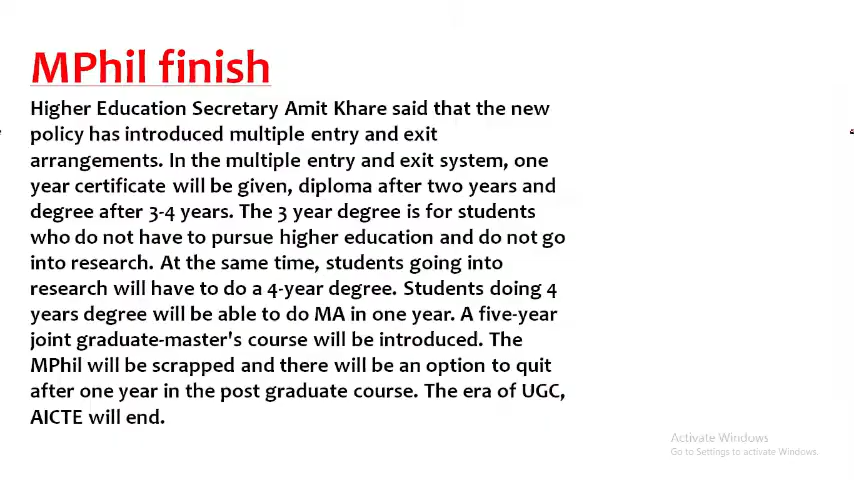 MPhil finish
Higher Education Secretary Amit Khare said that the new
policy has introduced multiple entry and exit
arrangements. In the multiple entry and exit system, one
year certificate will be given, diploma after two years and
degree after 3-4 years. The 3 year degree is for students
who do not have to pursue higher education and do not go
into research. At the same time, students going into
research will have to do a 4-year degree. Students doing 4
years degree will be able to do MA in one year. A five-year
joint graduate-master's course will be introduced. The
MPhil will be scrapped and there will be an option to quit
after one year in the post graduate course. The era of UGC,
AICTE will end.
Activate Windows
Go to Settings to activate Windows.